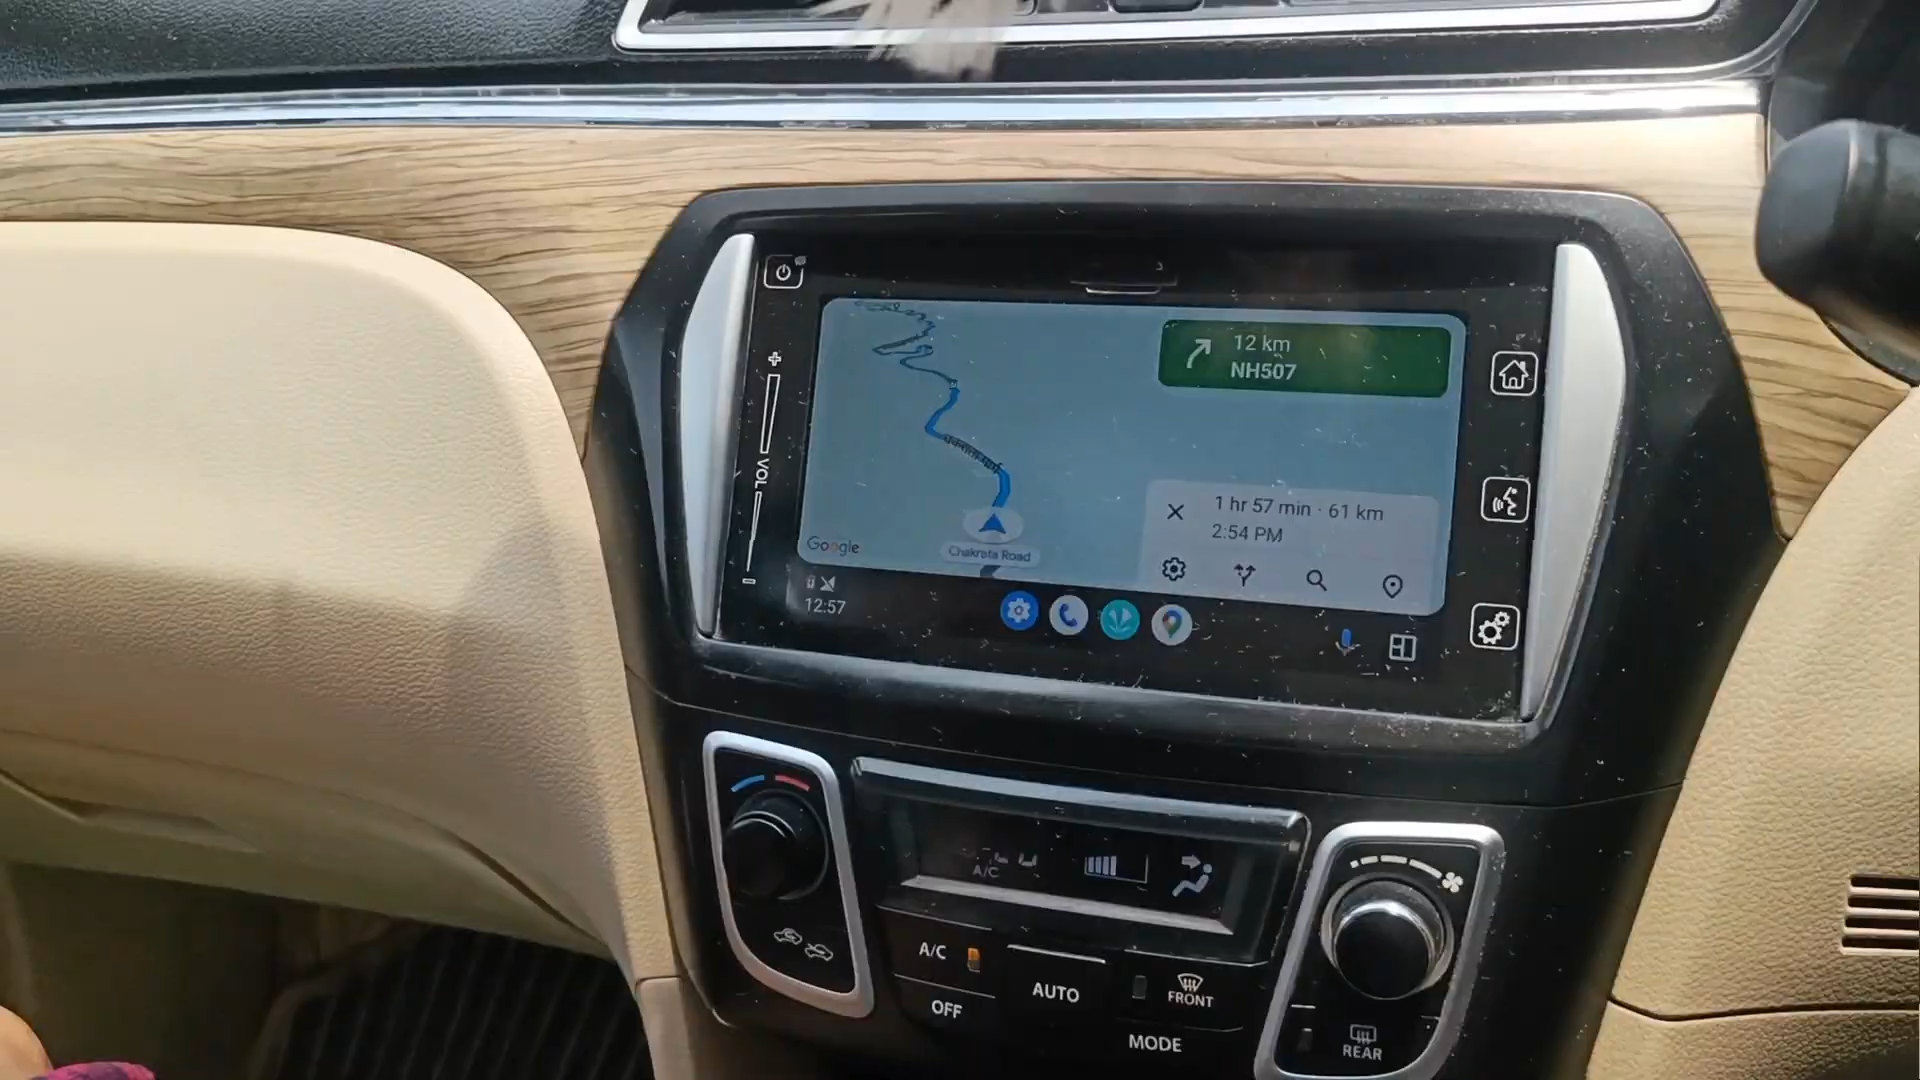 12 km
NH507
चकराता मार्ग
1 hr 57 min · 61 km
2:54 PM
Google
Chakrata Road
12:57
VOL
A/C
A/C
OFF
AUTO
FRONT
MODE
REAR